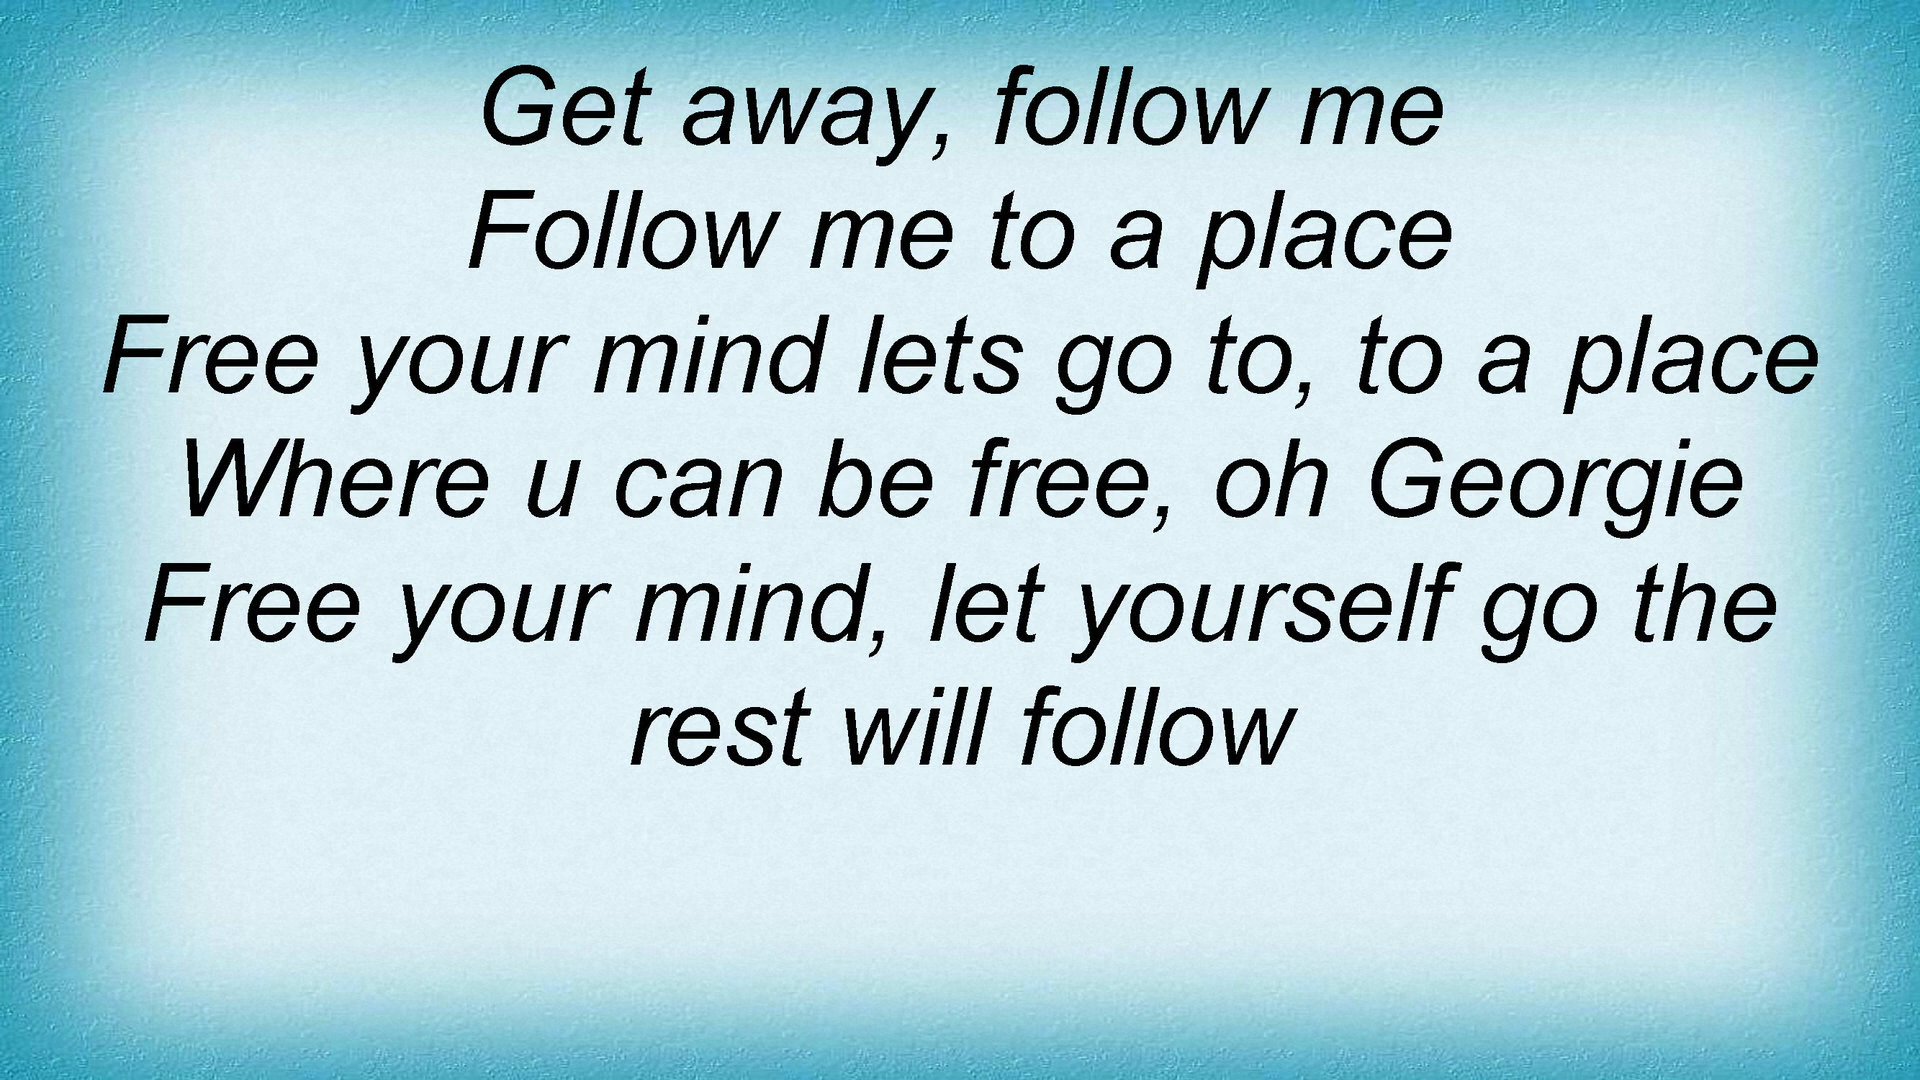 Get away, follow me
Follow me to a place
Free your mind lets go to, to a place
Where u can be free, oh Georgie
Free your mind, let yourself go the
rest will follow